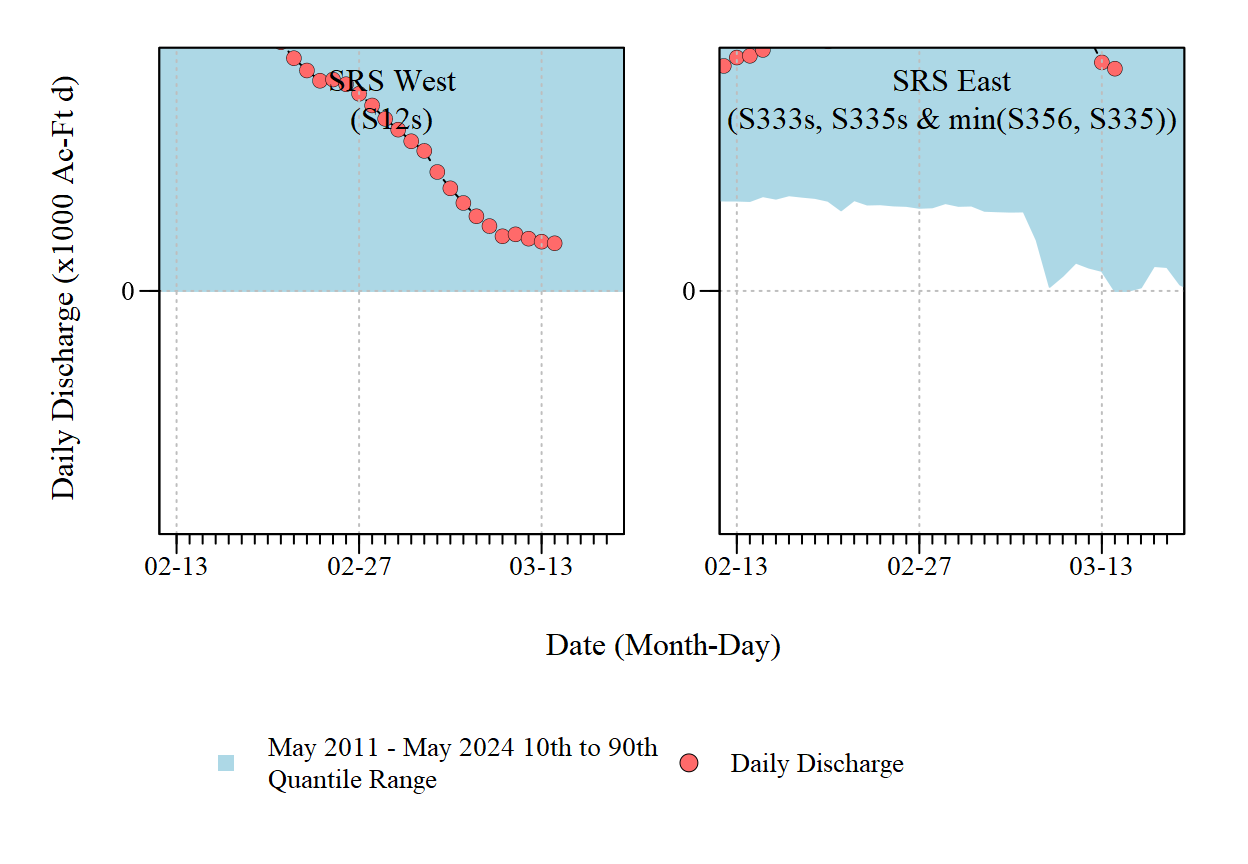 SRS West
(S12s)
SRS East
(S333s, S335s & min(S356, S335))
Daily Discharge (x1000 Ac-Ft d)
0
0
02-13
02-27
03-13
02-13
02-27
03-13
Date (Month-Day)
May 2011 - May 2024 10th to 90th
Quantile Range
Daily Discharge